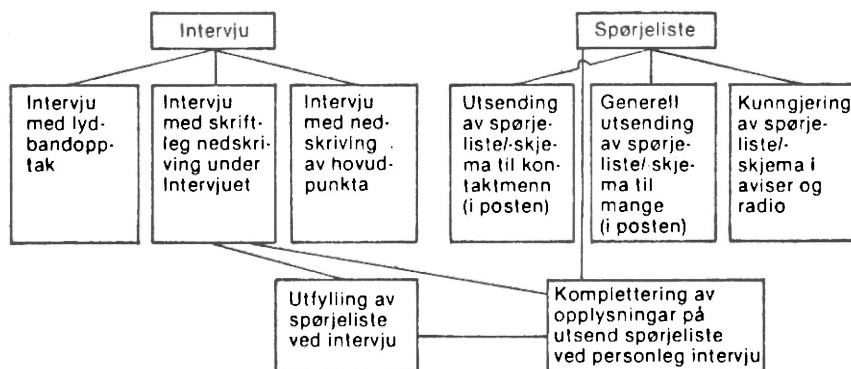 Intervju
Spørjeliste
Intervju
med lyd-
bandopp-
tak
Intervju
med skrift-
leg nedskri-
ving under
Intervjuet
Intervju
med ned-
skriving
av hovud-
punkta
Utsending
av spørje-
liste/-skje-
ma til kon-
taktmenn
(i posten)
Generell
utsending
av spørje-
liste/-skje-
ma til
mange
(i posten)
Kunngjering
av spørje-
liste/-
skjema i
aviser og
radio
Utfylling av
spørjeliste
ved intervju
Komplettering av
opplysningar på
utsend spørjeliste
ved personleg intervju